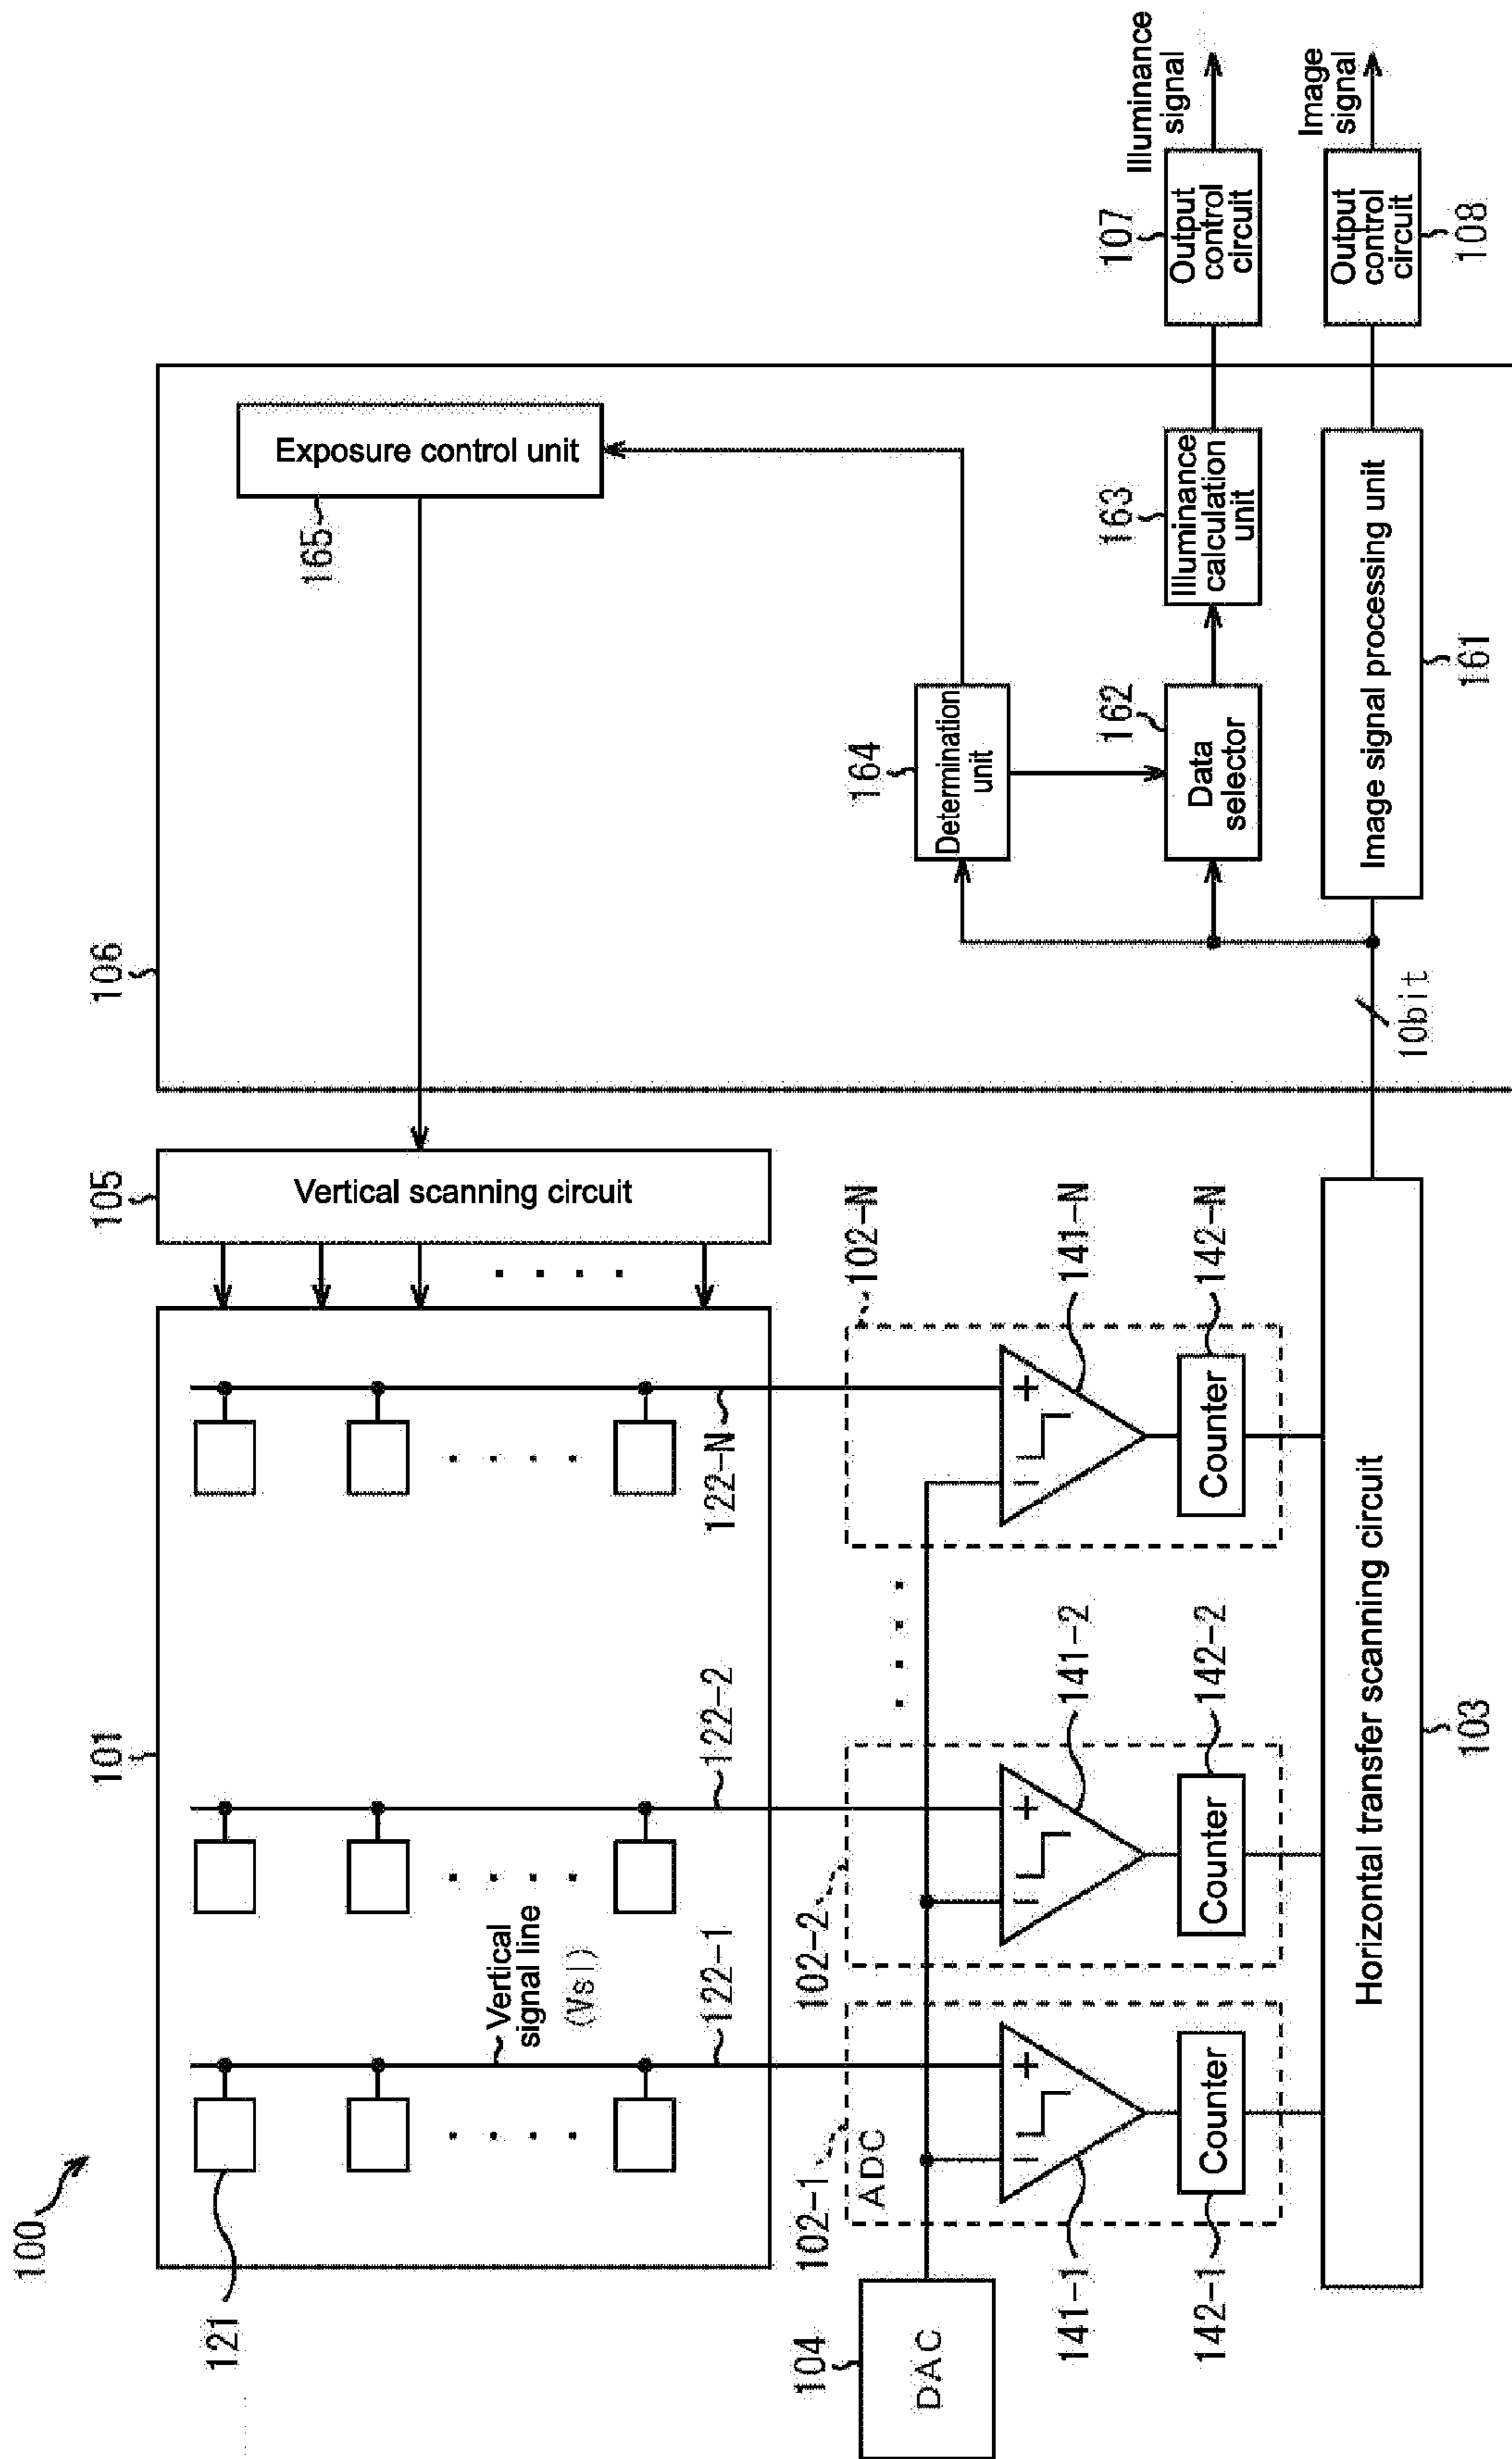 100
101
121
Vertical
signal line
(Vsl)
122-1
122-2
122-N
105
Vertical scanning circuit
106
165
Exposure control unit
104
DAC
102-1
ADC
102-2
102-N
141-1
141-2
141-N
Counter
Counter
Counter
142-1
142-2
142-N
Horizontal transfer scanning circuit
103
10bit
164
Determination
unit
162
Data
selector
163
Illuminance
calculation
unit
Image signal processing unit
161
107
Output
control
circuit
Illuminance
signal
Output
control
circuit
108
Image
signal